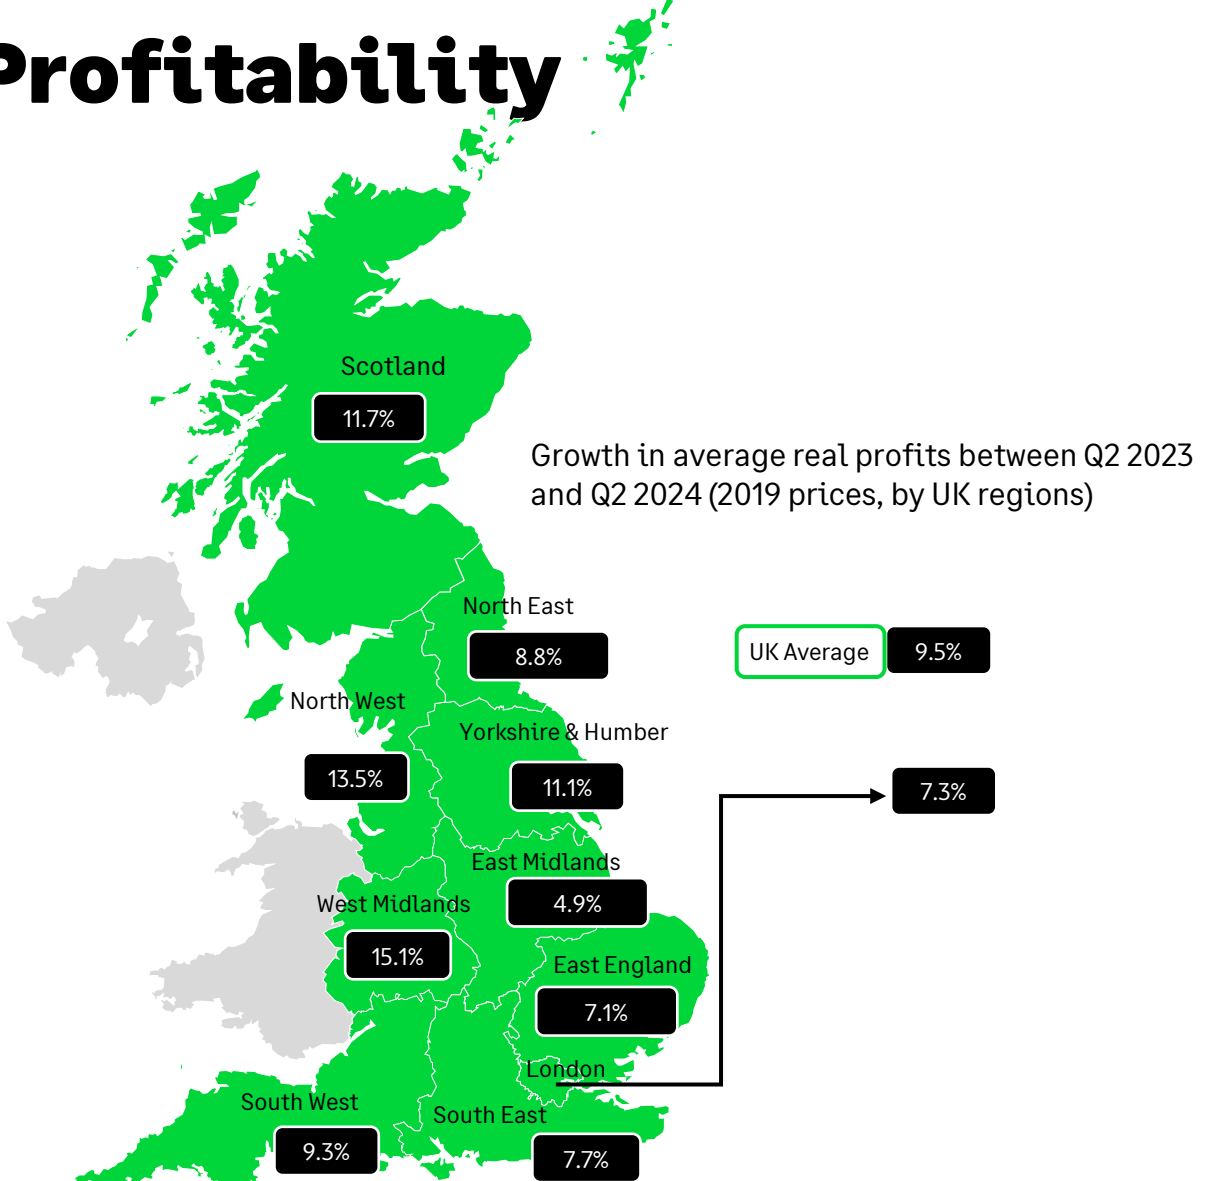 Profitability
Scotland
11.7%
Growth in average real profits between Q2 2023
and Q2 2024 (2019 prices, by UK regions)
North East
8.8%
UK Average
9.5%
North West
13.5%
Yorkshire & Humber
11.1%
7.3%
East Midlands
4.9%
West Midlands
15.1%
East England
7.1%
London
South West
9.3%
South East
7.7%